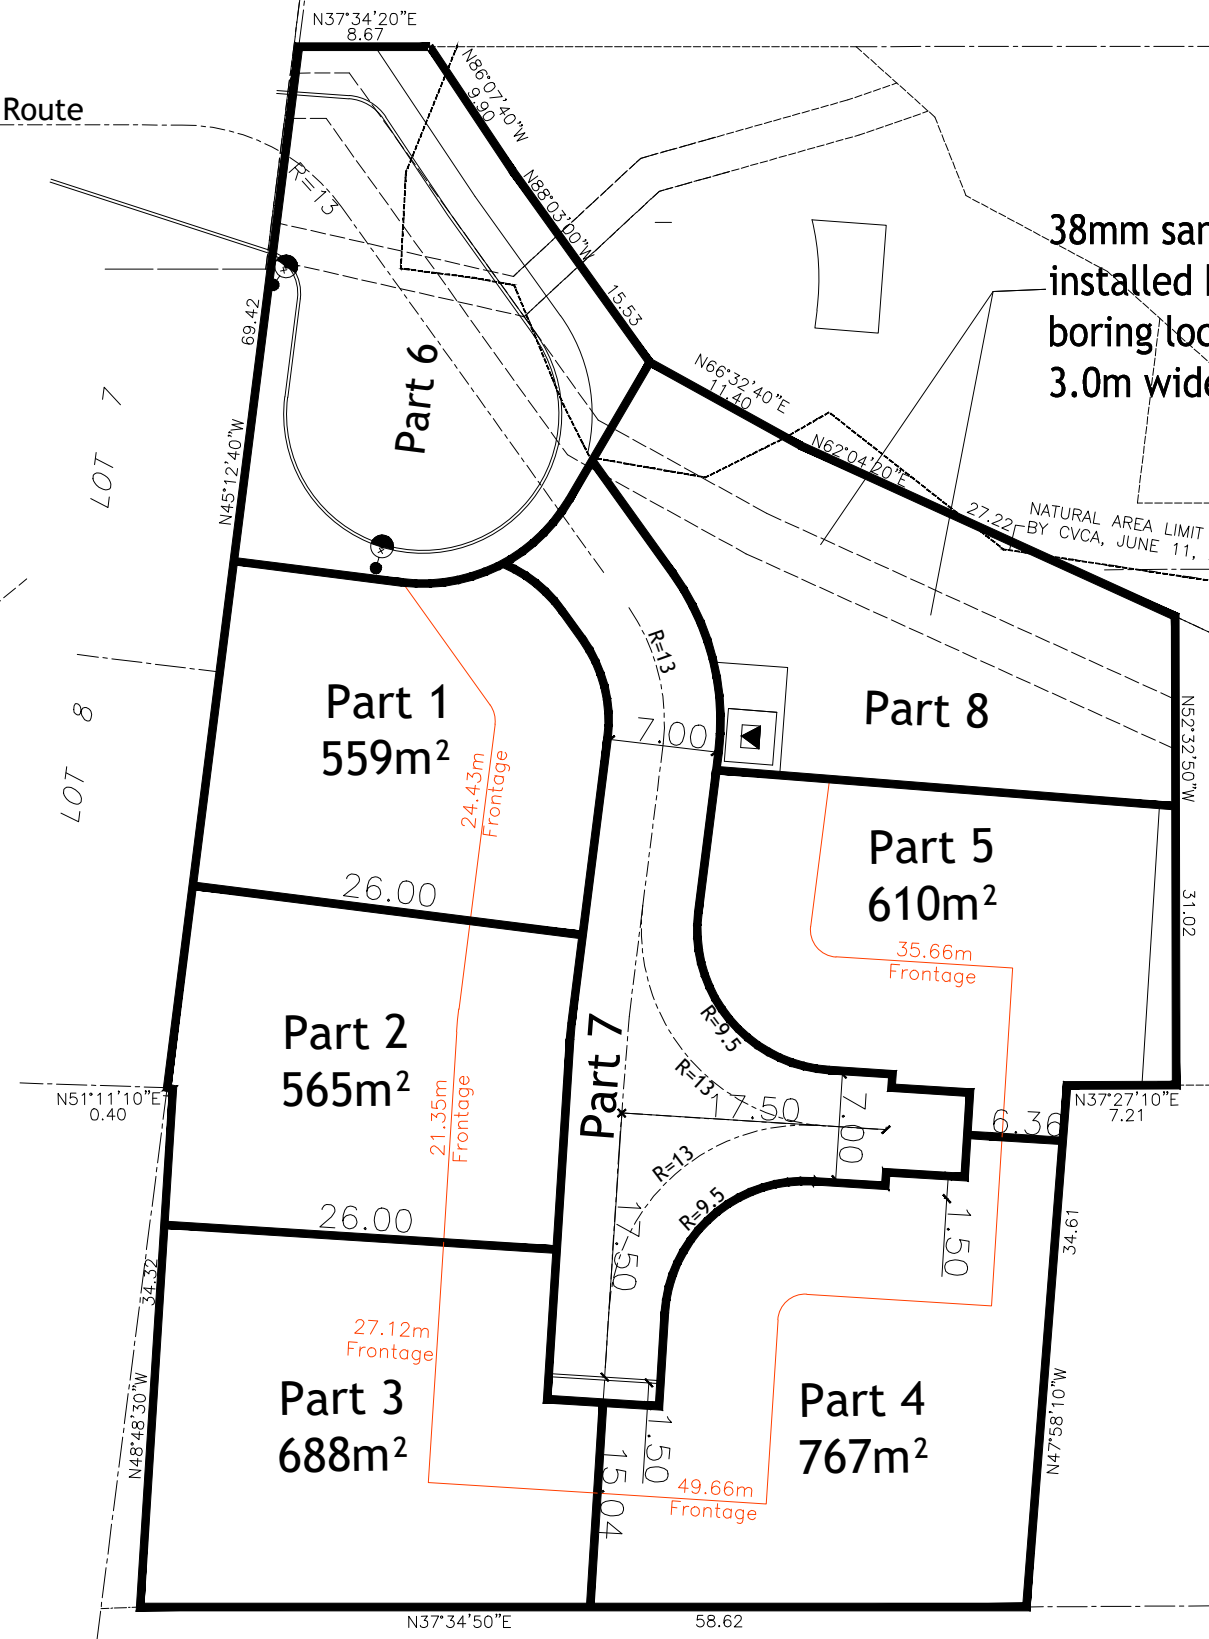 N37°34'20"E
8.67
Route
N86°07'40"W
9.90
R=13
N88°03'00"W
15.53
38mm sar
installed
boring loc
3.0m wide
69.42
Part 6
N66°32'40"E
11.40
LOT 7
N45°12'40"W
N62°04'20"E
27.22
NATURAL AREA LIMIT
BY CVCA, JUNE 11,
R=13
Part 1
559m²
Part 8
LOT 8
7.00
N52°32'50"W
24.43m
Frontage
Part 5
610m²
26.00
31.02
35.66m
Frontage
Part 2
565m²
Part 7
R=9.5
R=13
N51°11'10"E
0.40
17.50
7.00
N37°27'10"E
7.21
6.36
21.35m
Frontage
R=13
R=9.5
26.00
17.50
1.50
34.61
34.32
27.12m
Frontage
Part 3
688m²
Part 4
767m²
N48°48'30"W
N47°58'10"W
1.50
15.04
49.66m
Frontage
N37°34'50"E
58.62